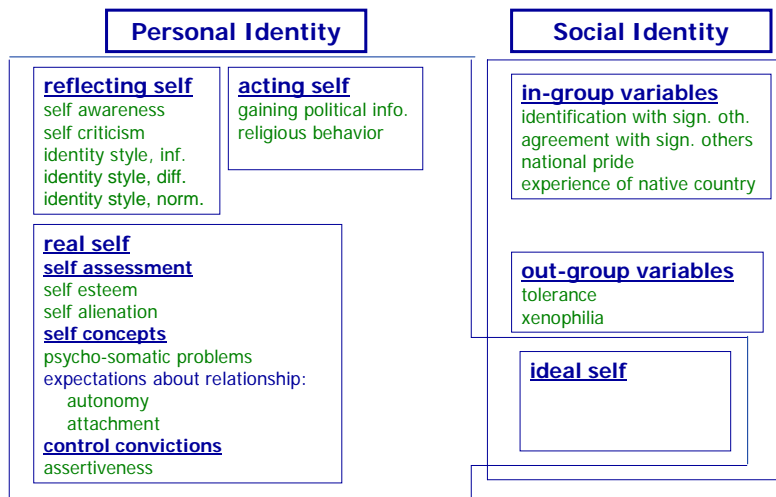 Personal Identity
reflecting self
self awareness
self criticism
identity style, inf.
identity style, diff.
identity style, norm.
acting self
gaining political info.
religious behavior
real self
self assessment
self esteem
self alienation
self concepts
psycho-somatic problems
expectations about relationship:
autonomy
attachment
control convictions
assertiveness
Social Identity
in-group variables
identification with sign. oth.
agreement with sign. others
national pride
experience of native country
out-group variables
tolerance
xenophilia
ideal self